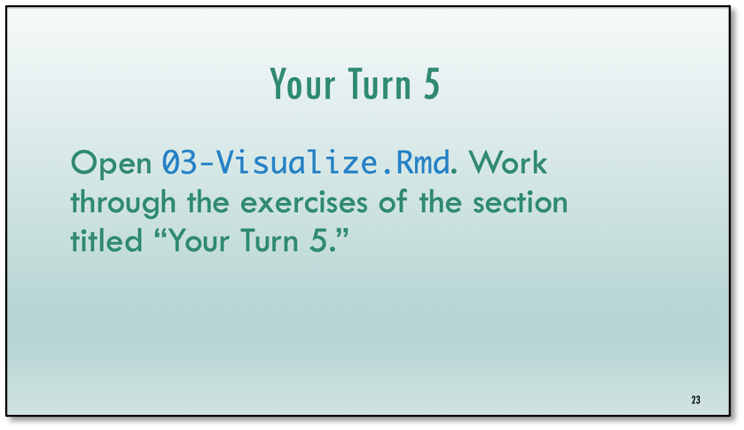 Your Turn 5
Open 03-Visualize.Rmd. Work
through the exercises of the section
titled “Your Turn 5.”
23